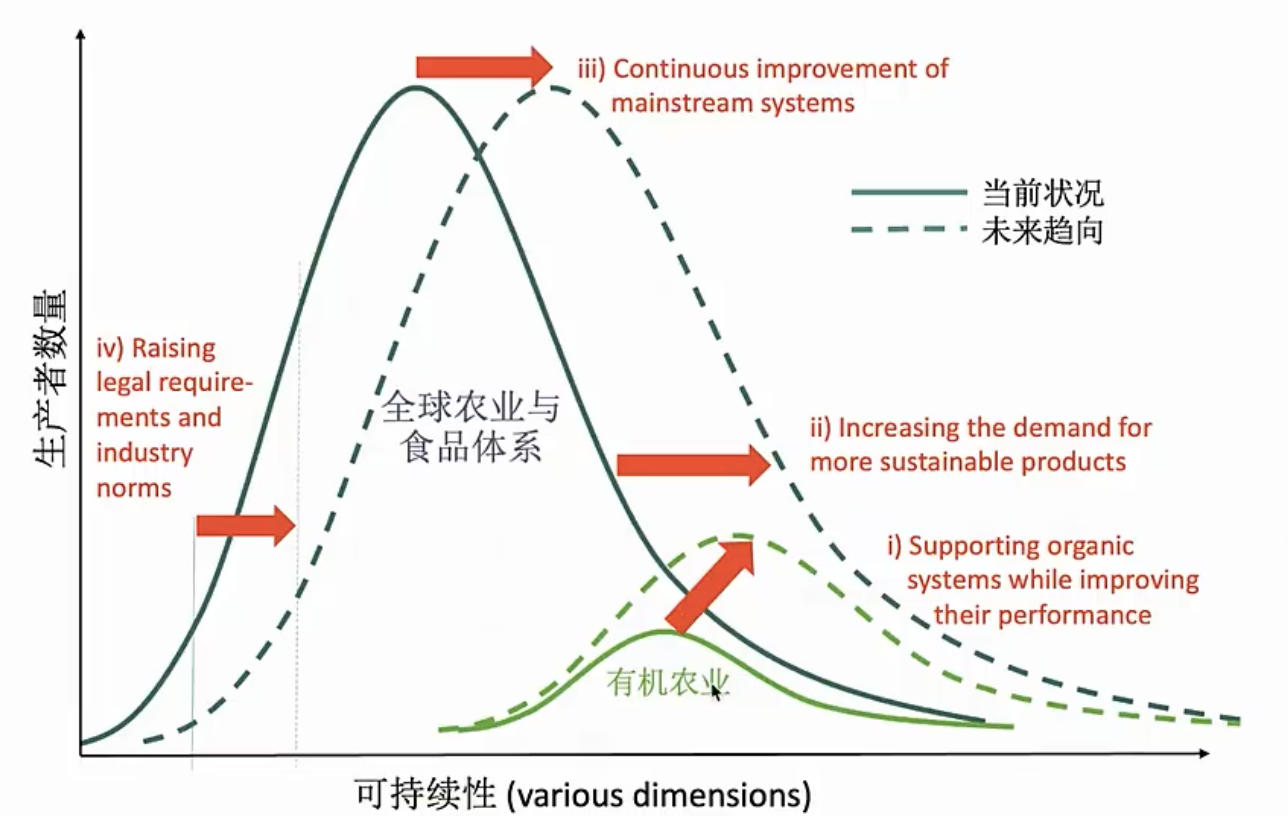 iii) Continuous improvement of
mainstream systems
当前状况
未来趋向
生产者数量
iv) Raising
legal require-
ments and
industry
norms
全球农业与
食品体系
ii) Increasing the demand for
more sustainable products
i) Supporting organic
systems while improving
their performance
有机农业
可持续性 (various dimensions)